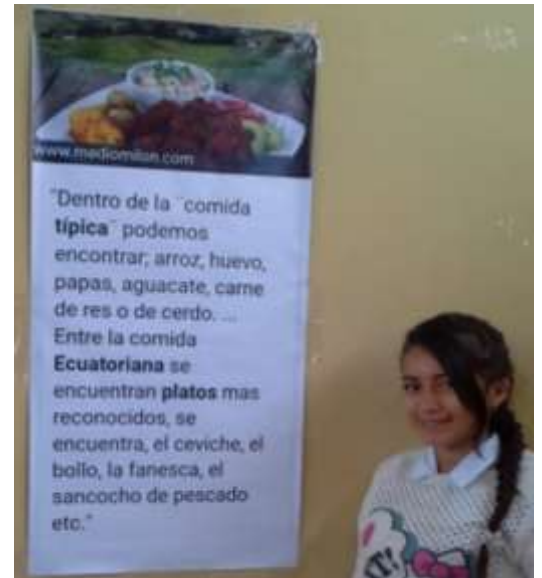 www.mediomilon.com
"Dentro de la ¨comida
típica¨ podemos
encontrar; arroz, huevo,
papas, aguacate, carne
de res o de cerdo. ...
Entre la comida
Ecuatoriana se
encuentran platos mas
reconocidos, se
encuentra, el ceviche, el
bollo, la fanesca, el
sancocho de pescado
etc."